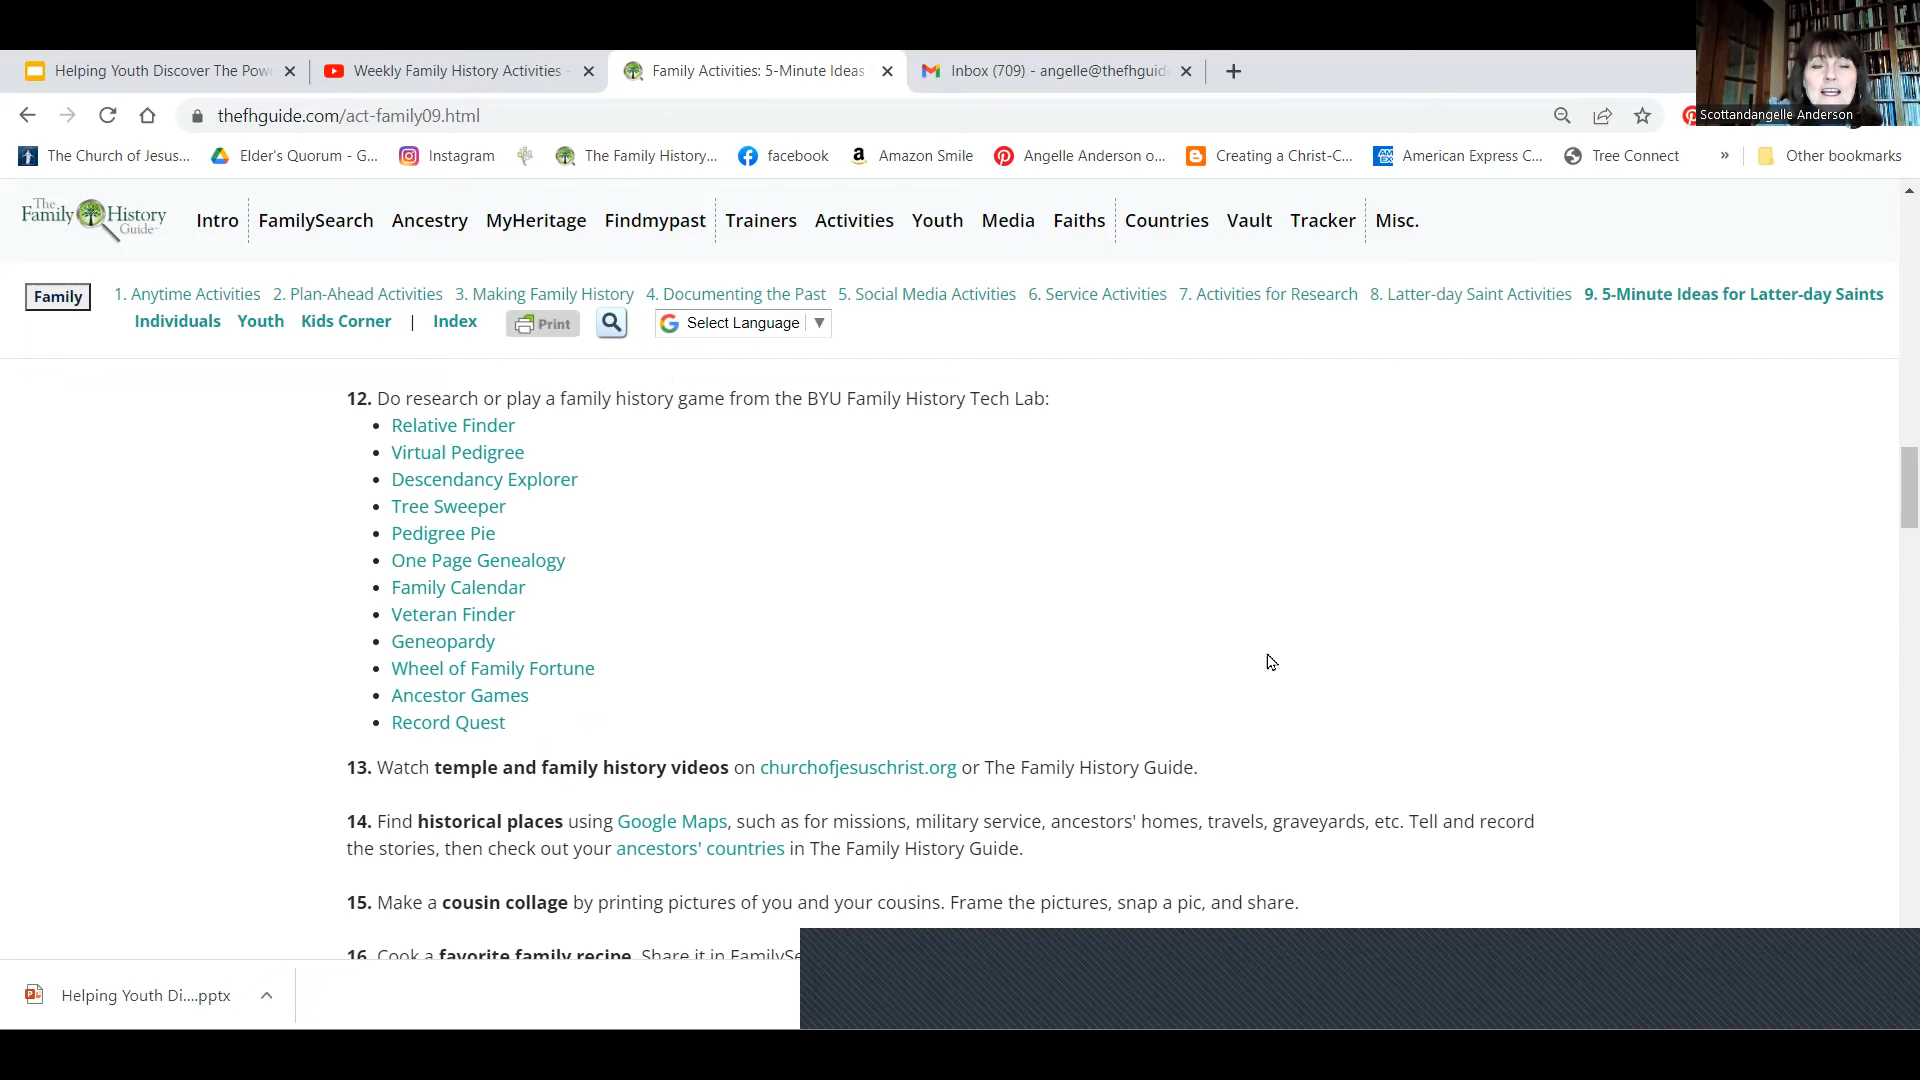 Helping Youth Discover The Pow
Weekly Family History Activities -
Family Activities: 5-Minute Ideas
Inbox (709) - angelle@thefhguid
Scottandangelle Anderson
thefhguide.com/act-family09.html
The Church of Jesus...
Elder's Quorum - G...
Instagram
The Family History...
facebook
Amazon Smile
Angelle Anderson o...
Creating a Christ-C...
American Express C...
Tree Connect
»
Other bookmarks
The Family History Guide
Intro FamilySearch Ancestry MyHeritage Findmypast Trainers Activities Youth Media Faiths Countries Vault Tracker Misc.
Family 1. Anytime Activities 2. Plan-Ahead Activities 3. Making Family History 4. Documenting the Past 5. Social Media Activities 6. Service Activities 7. Activities for Research 8. Latter-day Saint Activities 9. 5-Minute Ideas for Latter-day Saints
Individuals Youth Kids Corner | Index Print Select Language
12. Do research or play a family history game from the BYU Family History Tech Lab:
• Relative Finder
• Virtual Pedigree
• Descendancy Explorer
• Tree Sweeper
• Pedigree Pie
• One Page Genealogy
• Family Calendar
• Veteran Finder
• Geneopardy
• Wheel of Family Fortune
• Ancestor Games
• Record Quest
13. Watch temple and family history videos on churchofjesuschrist.org or The Family History Guide.
14. Find historical places using Google Maps, such as for missions, military service, ancestors' homes, travels, graveyards, etc. Tell and record
the stories, then check out your ancestors' countries in The Family History Guide.
15. Make a cousin collage by printing pictures of you and your cousins. Frame the pictures, snap a pic, and share.
16. Cook a favorite family recipe. Share it in FamilySe
Helping Youth Di....pptx